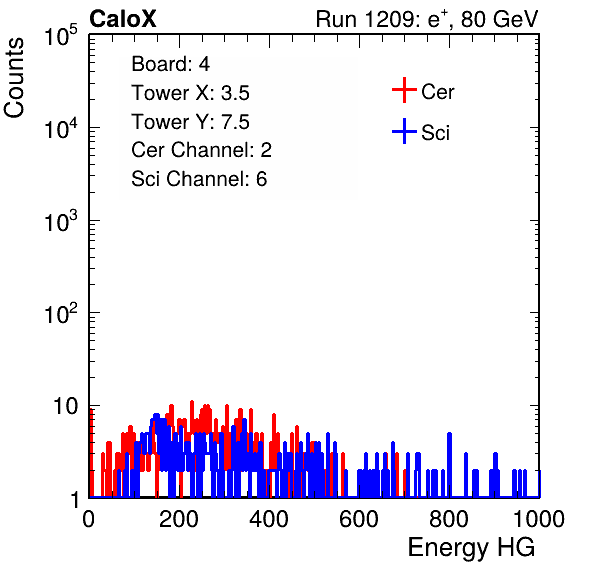 CaloX Run 1209: e⁺, 80 GeV
Counts
10⁵
10⁴
10³
10²
10
1
Board: 4
Tower X: 3.5
Tower Y: 7.5
Cer Channel: 2
Sci Channel: 6
Cer
Sci
0 200 400 600 800 1000
Energy HG